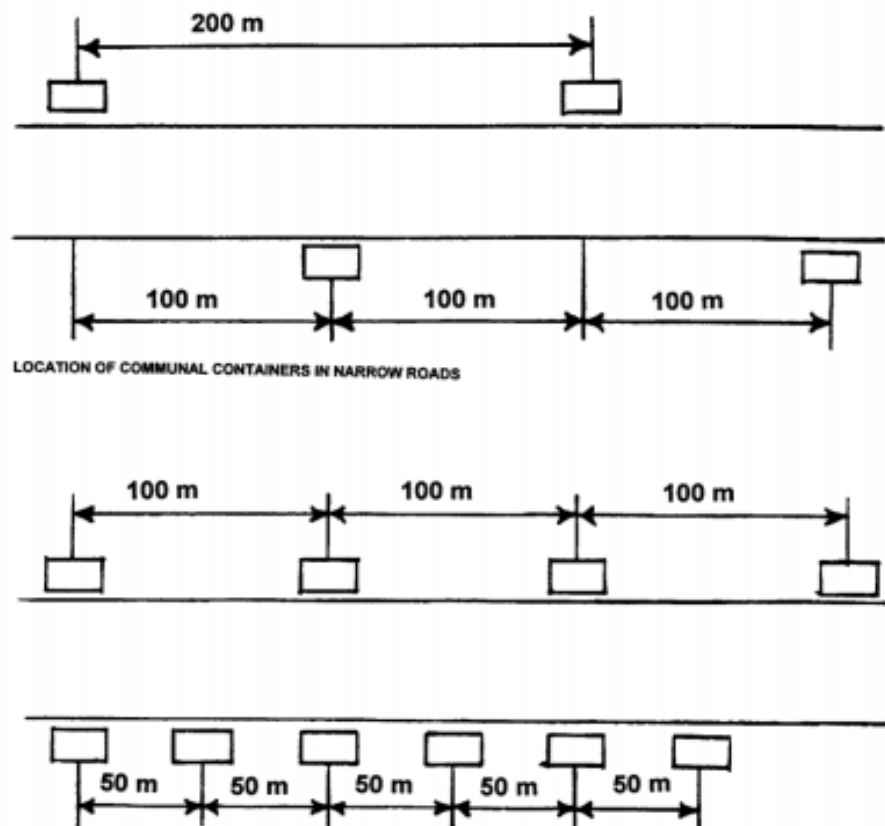 200 m
100 m 100 m 100 m
LOCATION OF COMMUNAL CONTAINERS IN NARROW ROADS
100 m 100 m 100 m
50 m 50 m 50 m 50 m 50 m